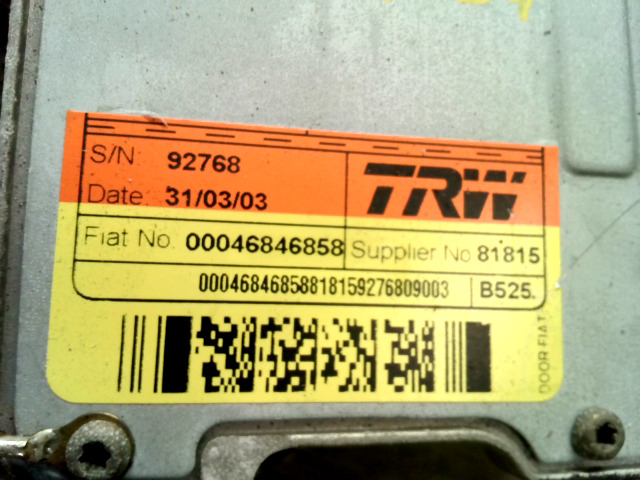 S/N 92768
TRW
Date 31/03/03
Fiat No. 00046846858 Supplier No 81815
00046846858818159276809003 B525
DOOR FIAT